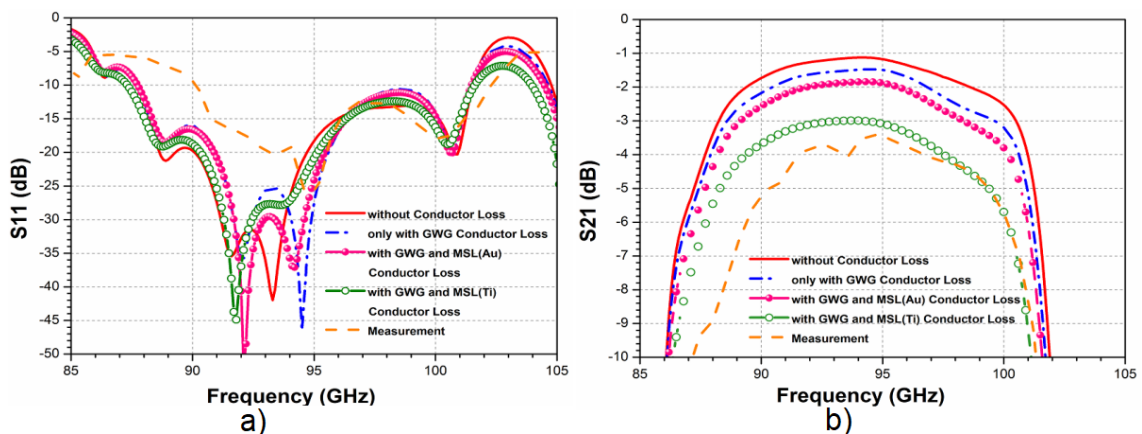 0
-5
-10
-15
-20
-25
-30
-35
-40
-45
-50
S11 (dB)
without Conductor Loss
only with GWG Conductor Loss
with GWG and MSL(Au)
Conductor Loss
with GWG and MSL(Ti)
Conductor Loss
Measurement
85 90 95 100 105
Frequency (GHz)
a)
0
-1
-2
-3
-4
-5
-6
-7
-8
-9
-10
S21 (dB)
without Conductor Loss
only with GWG Conductor Loss
with GWG and MSL(Au) Conductor Loss
with GWG and MSL(Ti) Conductor Loss
Measurement
85 90 95 100 105
Frequency (GHz)
b)